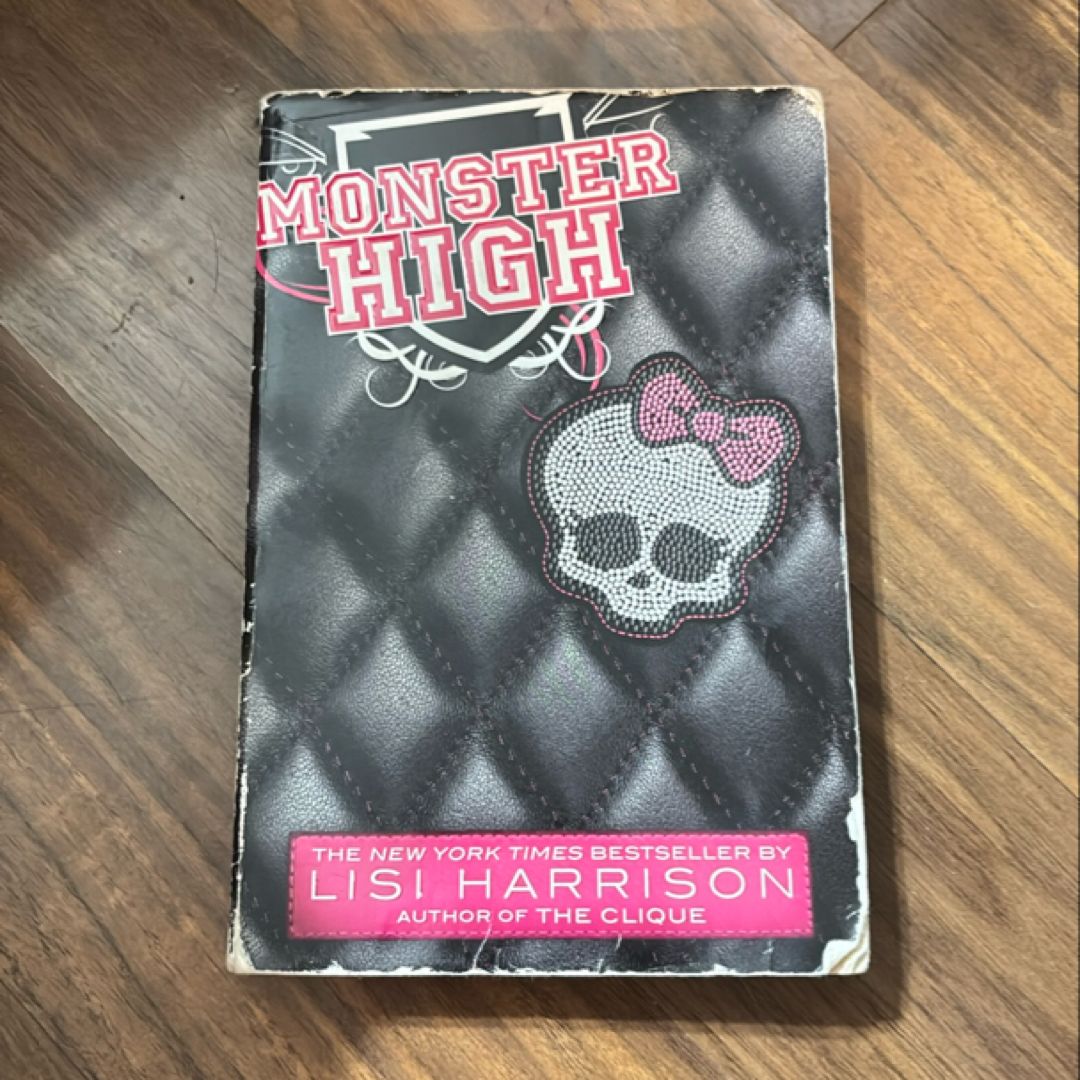 MONSTER
HIGH
THE NEW YORK TIMES BESTSELLER BY
LISI HARRISON
AUTHOR OF THE CLIQUE